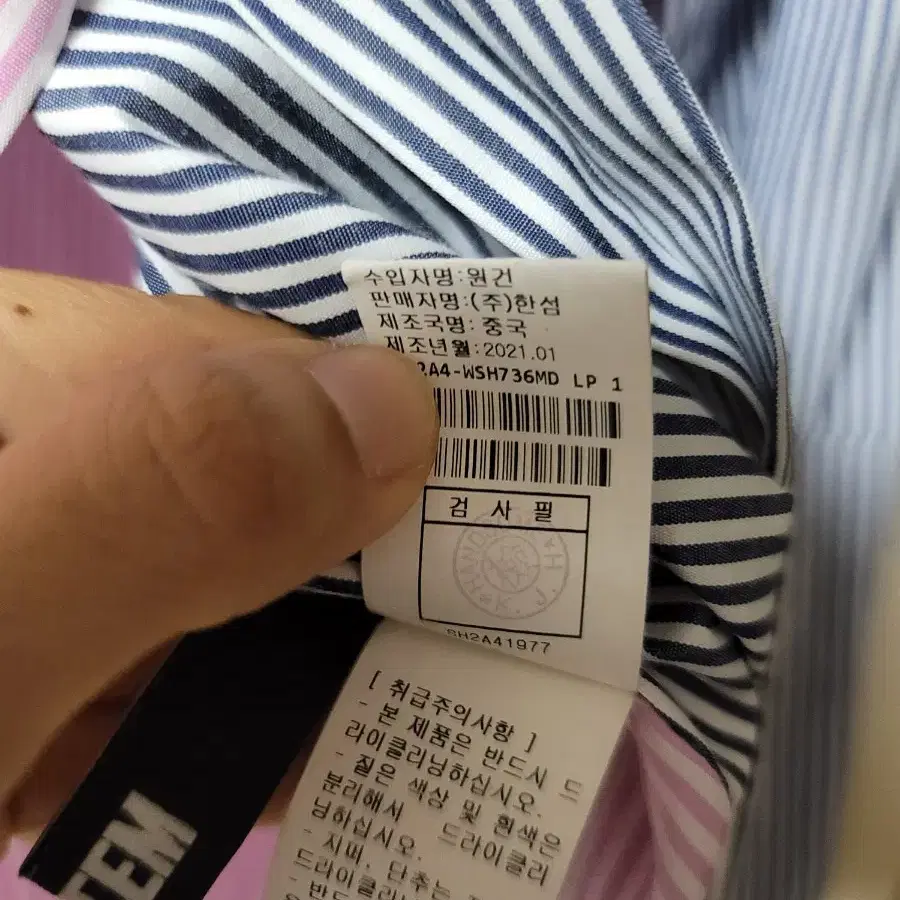 수입자명:원건
판매자명:(주)한섬
제조국명: 중국
제조년월:2021.01
2A4-WSH736MD LP 1
검 사 필
SH2A41977
[ 취급주의사항 ]
- 본 제품은 반드시 드
라이클리닝하십시오.
- 짙은 색상 및 흰색은
분리해서 드라이클리
닝하십시오.
- 지퍼, 단추는
드라이클리
- 반드
EEM